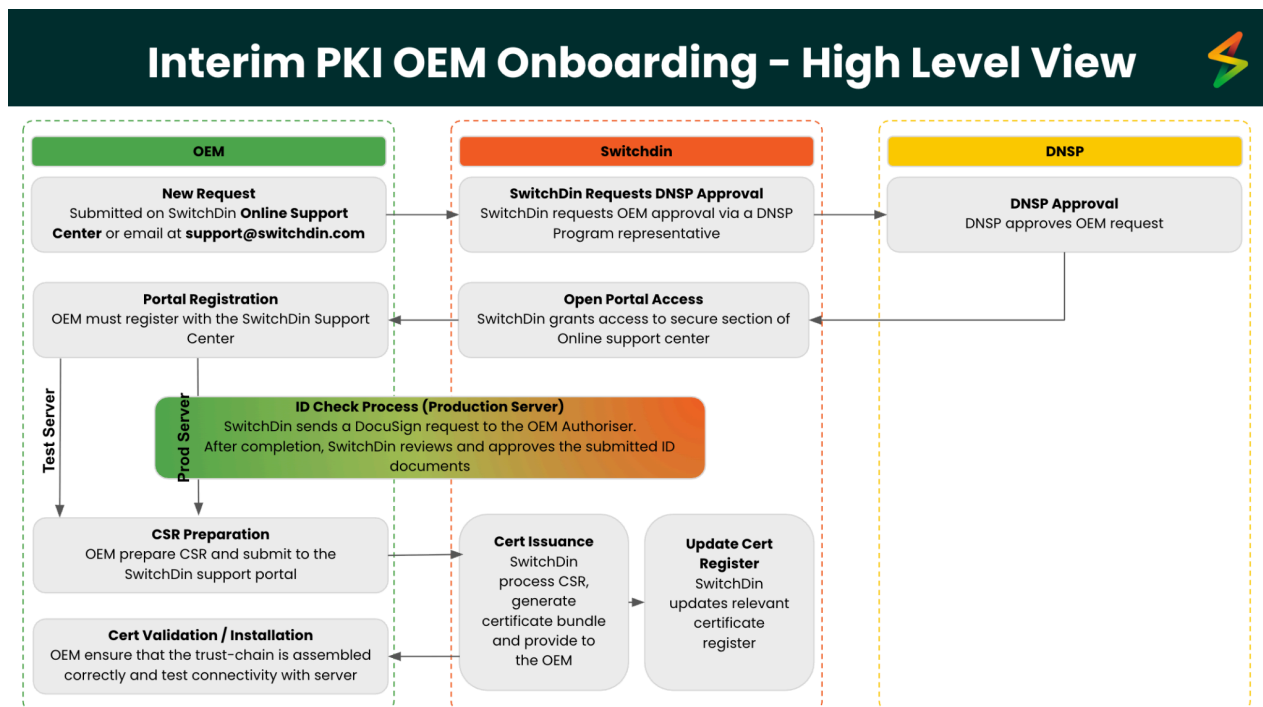 Interim PKI OEM Onboarding - High Level View
OEM
Switchdin
DNSP
New Request
Submitted on SwitchDin Online Support
Center or email at support@switchdin.com
SwitchDin Requests DNSP Approval
SwitchDin requests OEM approval via a DNSP
Program representative
DNSP Approval
DNSP approves OEM request
Portal Registration
OEM must register with the SwitchDin Support
Center
Open Portal Access
SwitchDin grants access to secure section of
Online support center
Test Server
Prod Server
ID Check Process (Production Server)
SwitchDin sends a DocuSign request to the OEM Authoriser.
After completion, SwitchDin reviews and approves the submitted ID
documents
CSR Preparation
OEM prepare CSR and submit to the
SwitchDin support portal
Cert Issuance
SwitchDin
process CSR,
generate
certificate bundle
and provide to
the OEM
Update Cert
Register
SwitchDin
updates relevant
certificate
register
Cert Validation / Installation
OEM ensure that the trust-chain is assembled
correctly and test connectivity with server